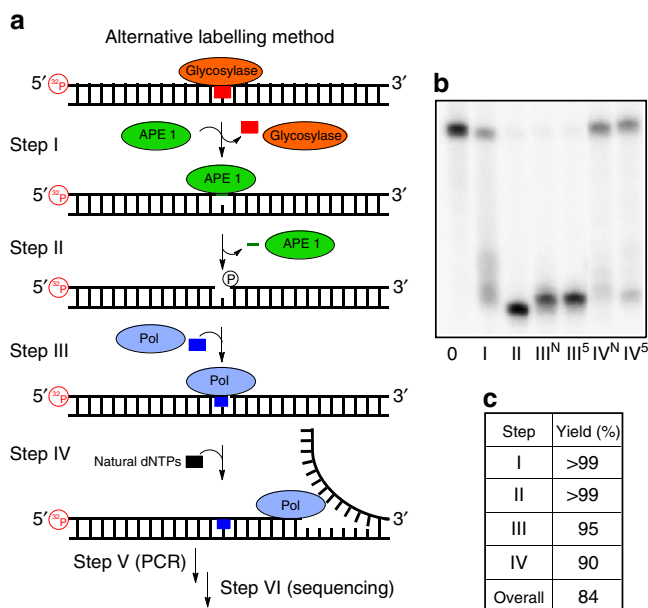 a
Alternative labelling method
Glycosylase
5′ 32P 3′
Step I
APE 1 Glycosylase
APE 1
5′ 32P 3′
Step II
APE 1
P
5′ 32P 3′
Step III
Pol
Pol
5′ 32P 3′
Step IV
Natural dNTPs
Pol
5′ 32P 3′
Step V (PCR)
Step VI (sequencing)
b
0 I II IIIᴺ III⁵ IVᴺ IV⁵
c
Step Yield (%)
I >99
II >99
III 95
IV 90
Overall 84